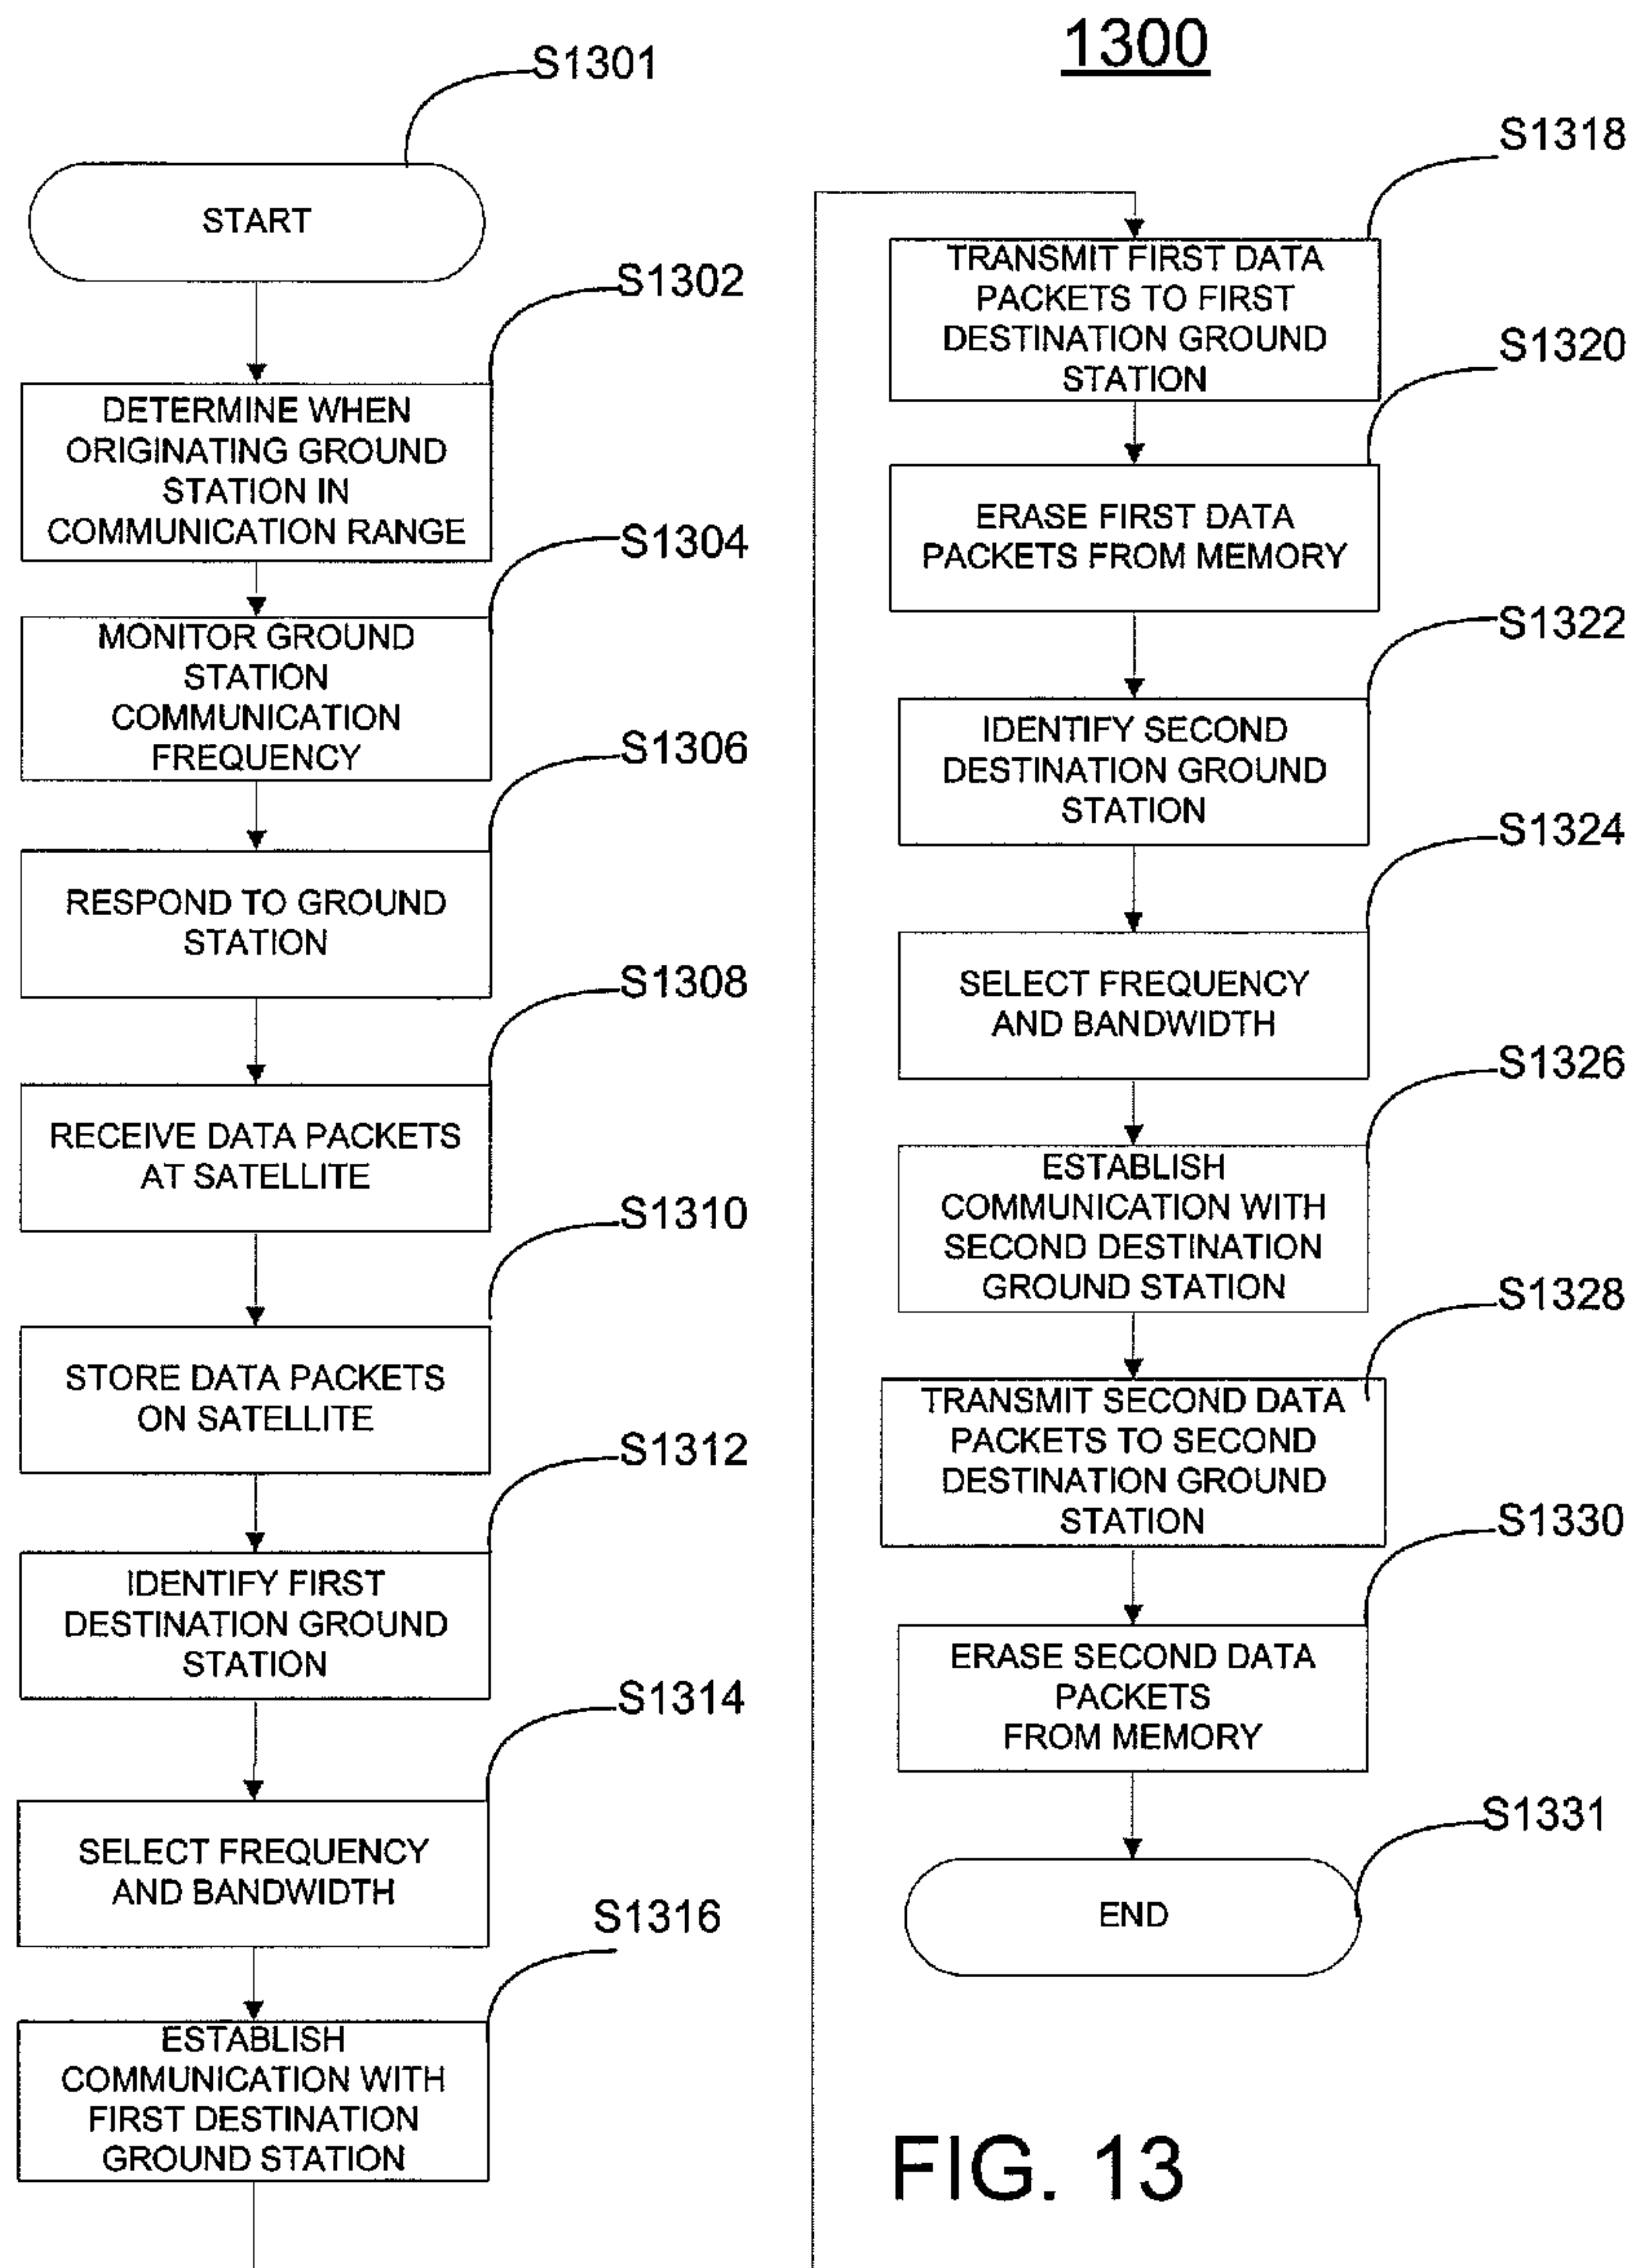 1300
S1301
START
S1302
DETERMINE WHEN
ORIGINATING GROUND
STATION IN
COMMUNICATION RANGE
S1304
MONITOR GROUND
STATION
COMMUNICATION
FREQUENCY
S1306
RESPOND TO GROUND
STATION
S1308
RECEIVE DATA PACKETS
AT SATELLITE
S1310
STORE DATA PACKETS
ON SATELLITE
S1312
IDENTIFY FIRST
DESTINATION GROUND
STATION
S1314
SELECT FREQUENCY
AND BANDWIDTH
S1316
ESTABLISH
COMMUNICATION WITH
FIRST DESTINATION
GROUND STATION
S1318
TRANSMIT FIRST DATA
PACKETS TO FIRST
DESTINATION GROUND
STATION
S1320
ERASE FIRST DATA
PACKETS FROM MEMORY
S1322
IDENTIFY SECOND
DESTINATION GROUND
STATION
S1324
SELECT FREQUENCY
AND BANDWIDTH
S1326
ESTABLISH
COMMUNICATION WITH
SECOND DESTINATION
GROUND STATION
S1328
TRANSMIT SECOND DATA
PACKETS TO SECOND
DESTINATION GROUND
STATION
S1330
ERASE SECOND DATA
PACKETS
FROM MEMORY
S1331
END
FIG. 13